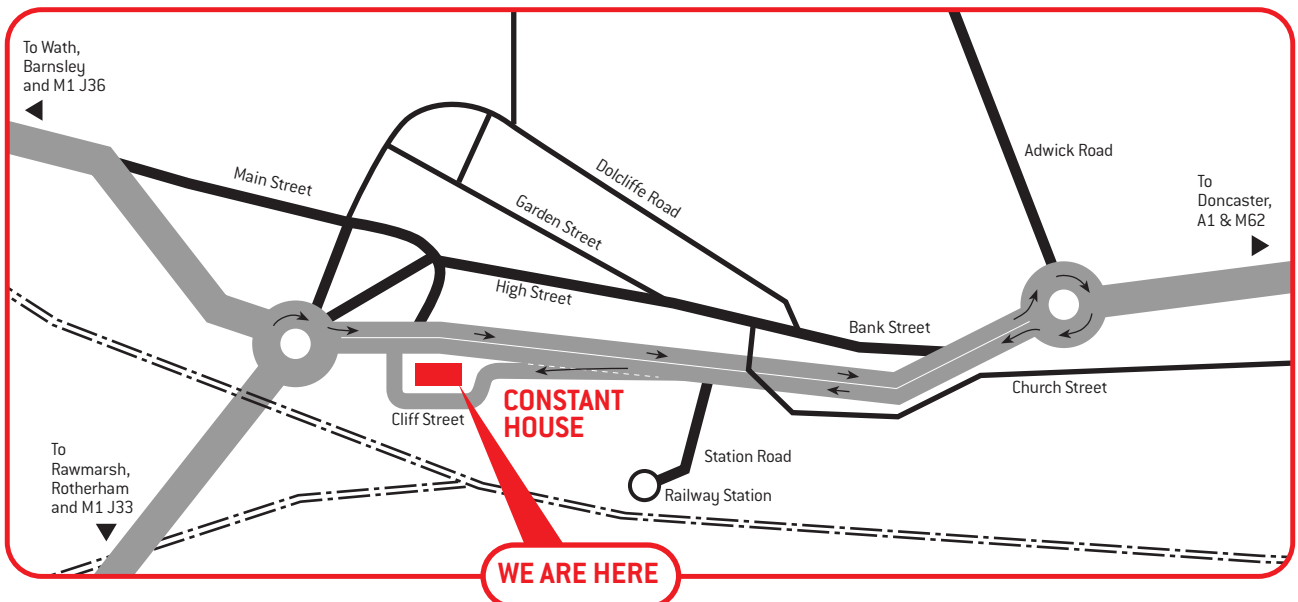 To Wath,
Barnsley
and M1 J36
Main Street
Dolcliffe Road
Garden Street
High Street
Adwick Road
To
Doncaster,
A1 & M62
Bank Street
Church Street
Cliff Street
CONSTANT
HOUSE
Station Road
Railway Station
To
Rawmarsh,
Rotherham
and M1 J33
WE ARE HERE